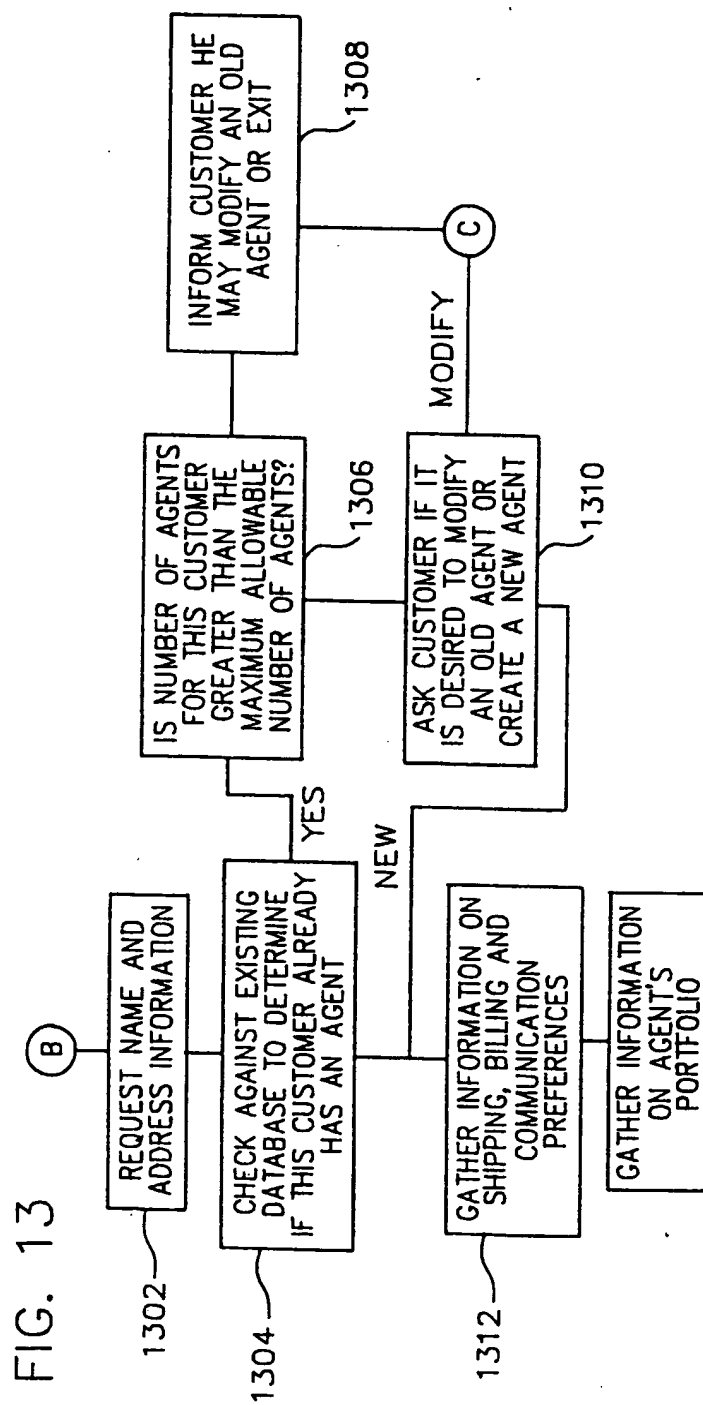 FIG. 13
B
REQUEST NAME AND
ADDRESS INFORMATION
1302
CHECK AGAINST EXISTING
DATABASE TO DETERMINE
IF THIS CUSTOMER ALREADY
HAS AN AGENT
1304
YES
IS NUMBER OF AGENTS
FOR THIS CUSTOMER
GREATER THAN THE
MAXIMUM ALLOWABLE
NUMBER OF AGENTS?
1306
INFORM CUSTOMER HE
MAY MODIFY AN OLD
AGENT OR EXIT
1308
ASK CUSTOMER IF IT
IS DESIRED TO MODIFY
AN OLD AGENT OR
CREATE A NEW AGENT
1310
MODIFY
C
NEW
GATHER INFORMATION ON
SHIPPING, BILLING AND
COMMUNICATION
PREFERENCES
1312
GATHER INFORMATION
ON AGENT'S
PORTFOLIO